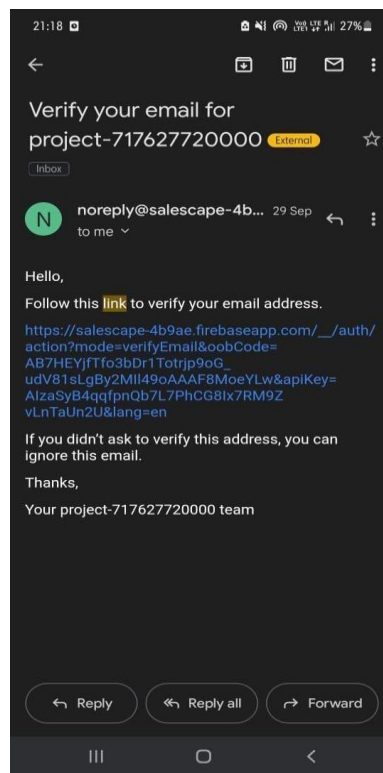 21:18
Vo)) LTE R 27%
LTE1
Verify your email for
project-717627720000 External
Inbox
N
noreply@salescape-4b... 29 Sep
to me
Hello,
Follow this link to verify your email address.
https://salescape-4b9ae.firebaseapp.com/__/auth/
action?mode=verifyEmail&oobCode=
AB7HEYjfTfo3bDr1Totrjp9oG_
udV81sLgBy2MIl49oAAAF8MoeYLw&apiKey=
AIzaSyB4qqfpnQb7L7PhCG8Ix7RM9Z
vLnTaUn2U&lang=en
If you didn't ask to verify this address, you can
ignore this email.
Thanks,
Your project-717627720000 team
Reply Reply all Forward